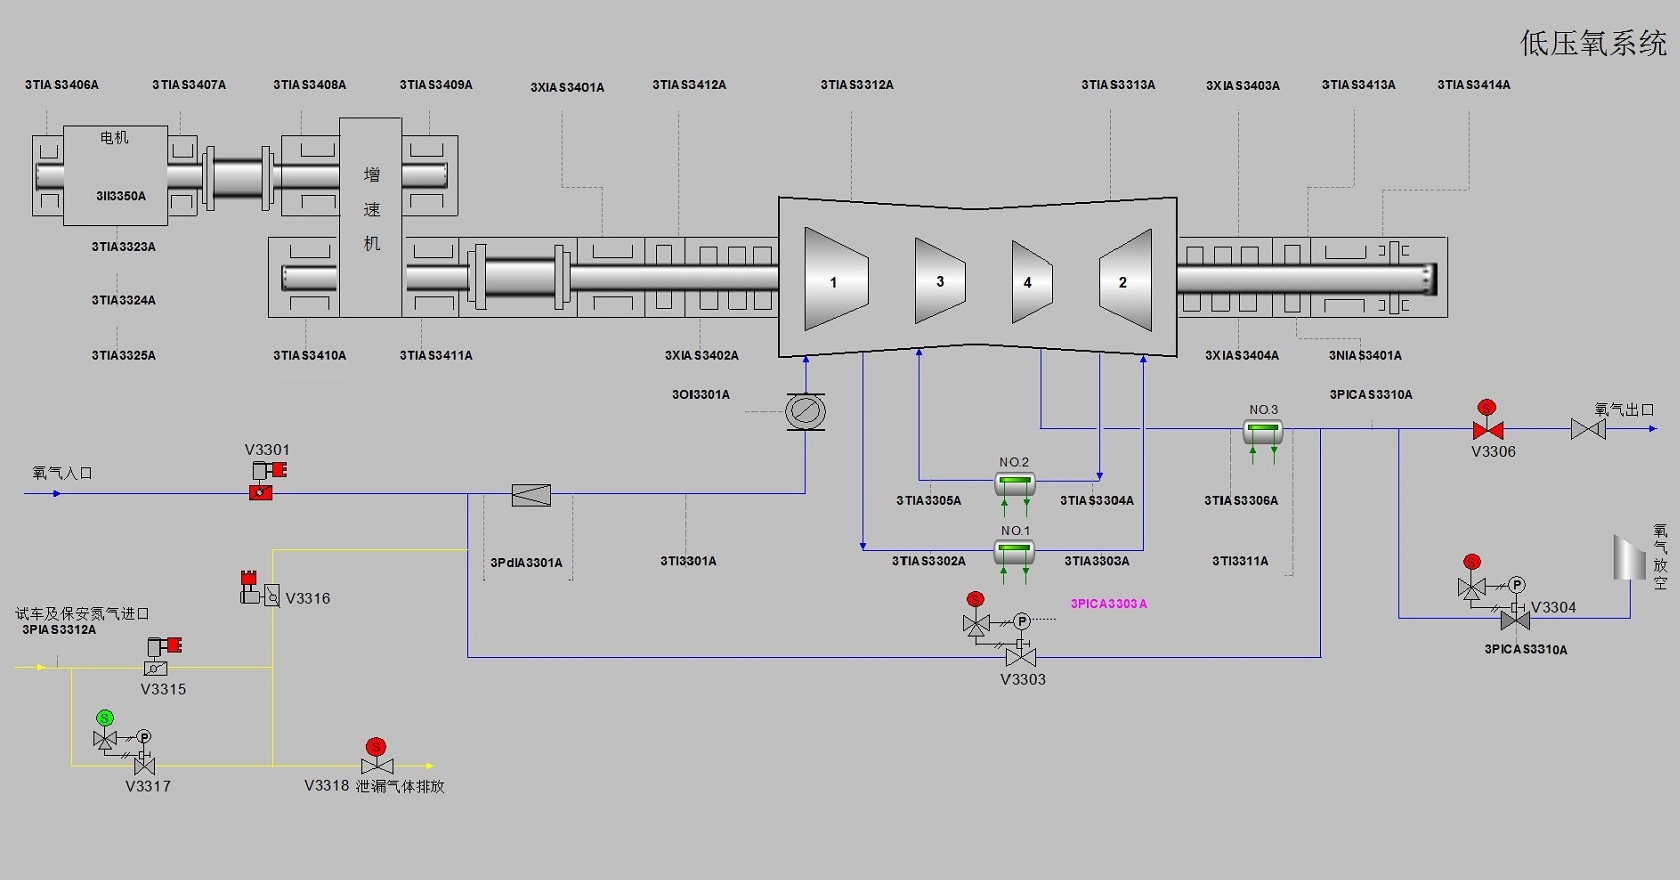 低压氧系统
3TIAS3406A
3TIAS3407A
3TIAS3408A
3TIAS3409A
3XIAS3401A
3TIAS3412A
3TIAS3312A
3TIAS3313A
3XIAS3403A
3TIAS3413A
3TIAS3414A
电机
3II3350A
增
速
机
3TIA3323A
3TIA3324A
3TIA3325A
1
3
4
2
3TIAS3410A
3TIAS3411A
3XIAS3402A
3XIAS3404A
3NIAS3401A
3OI3301A
3PICAS3310A
NO.3
S
氧气出口
V3306
V3301
氧气入口
NO.2
3TIA3305A
3TIAS3304A
3TIAS3306A
NO.1
3PdIA3301A
3TI3301A
3TIAS3302A
3TIA3303A
3TI3311A
氧
气
放
空
S
P
V3304
3PICAS3310A
V3316
3PICA3303A
S
P
V3303
试车及保安氮气进口
3PIAS3312A
V3315
S
P
V3317
S
V3318 泄漏气体排放